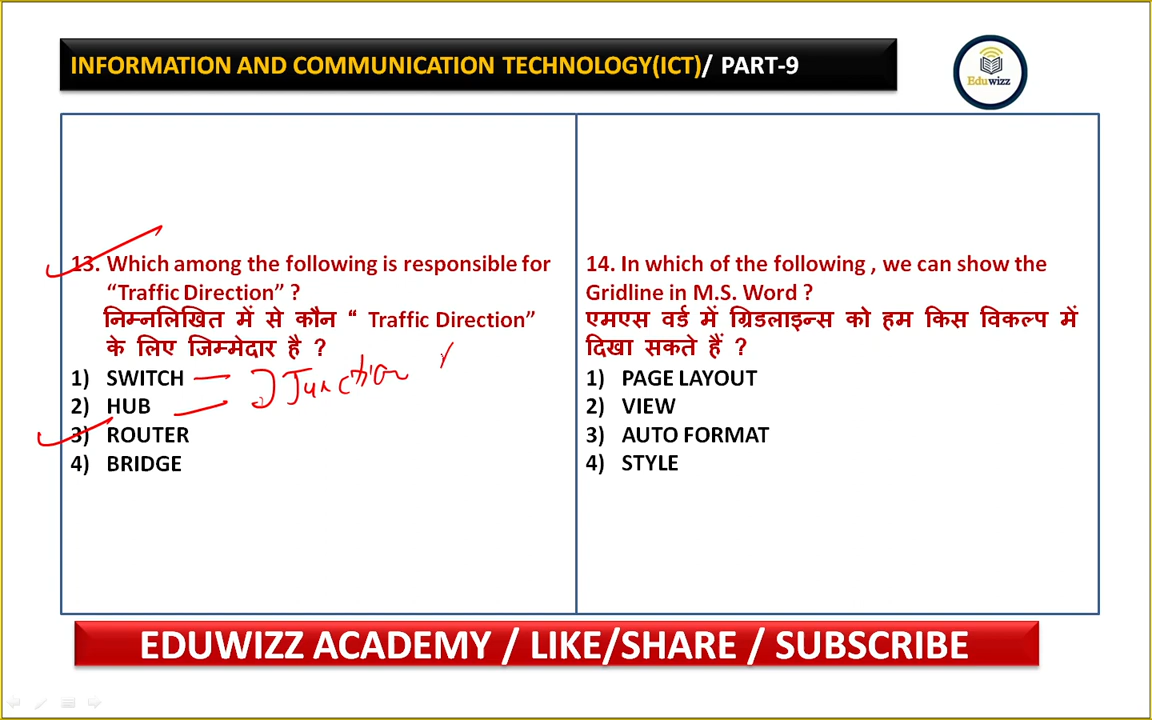 INFORMATION AND COMMUNICATION TECHNOLOGY(ICT)/ PART-9
Eduwizz
13. Which among the following is responsible for
“Traffic Direction” ?
निम्नलिखित में से कौन “ Traffic Direction”
के लिए जिम्मेदार है ?
1) SWITCH
Junction
2) HUB
3) ROUTER
4) BRIDGE
14. In which of the following , we can show the
Gridline in M.S. Word ?
एमएस वर्ड में ग्रिडलाइन्स को हम किस विकल्प में
दिखा सकते हैं ?
1) PAGE LAYOUT
2) VIEW
3) AUTO FORMAT
4) STYLE
EDUWIZZ ACADEMY / LIKE/SHARE / SUBSCRIBE